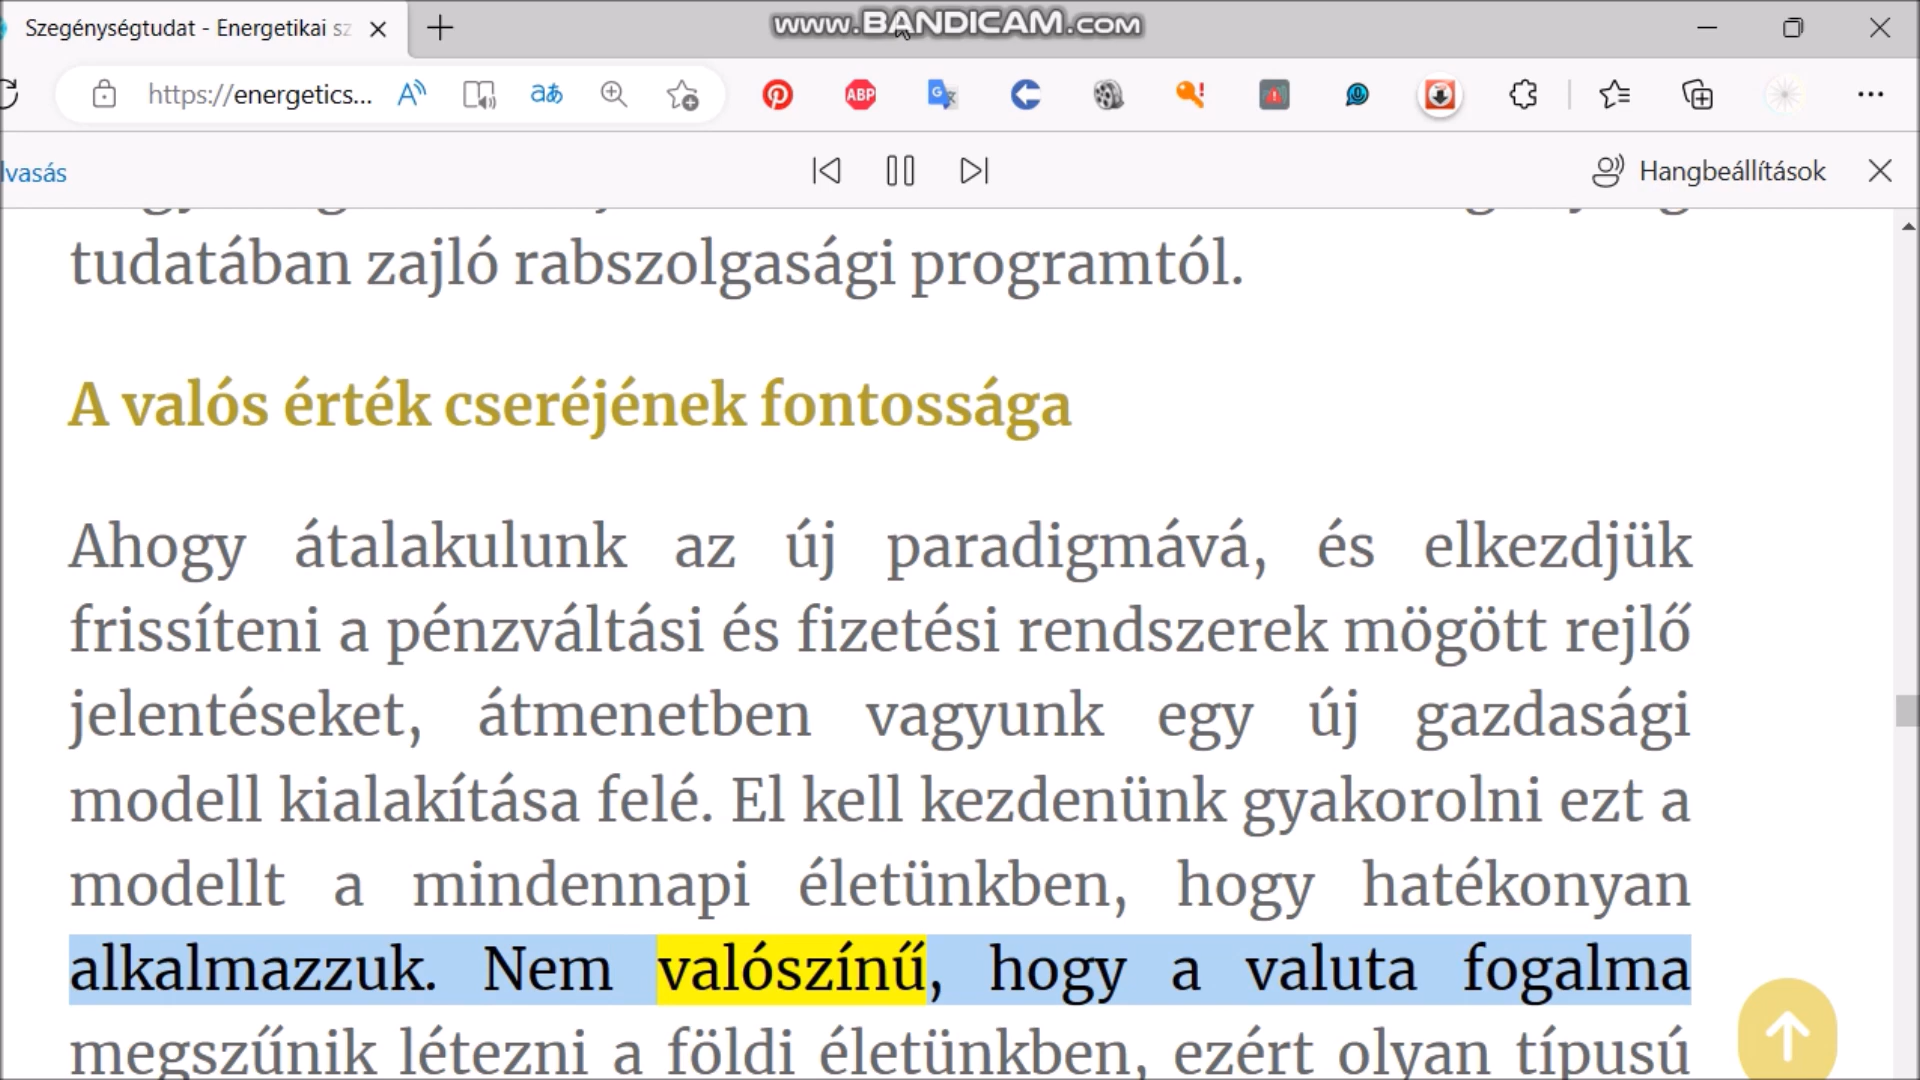 Szegénységtudat - Energetikai sz
www.BANDICAM.com
https://energetics...
ABP
lvasás
Hangbeállítások
tudatában zajló rabszolgasági programtól.
A valós érték cseréjének fontossága
Ahogy átalakulunk az új paradigmává, és elkezdjük
frissíteni a pénzváltási és fizetési rendszerek mögött rejlő
jelentéseket, átmenetben vagyunk egy új gazdasági
modell kialakítása felé. El kell kezdenünk gyakorolni ezt a
modellt a mindennapi életünkben, hogy hatékonyan
alkalmazzuk. Nem valószínű, hogy a valuta fogalma
megszűnik létezni a földi életünkben, ezért olyan típusú